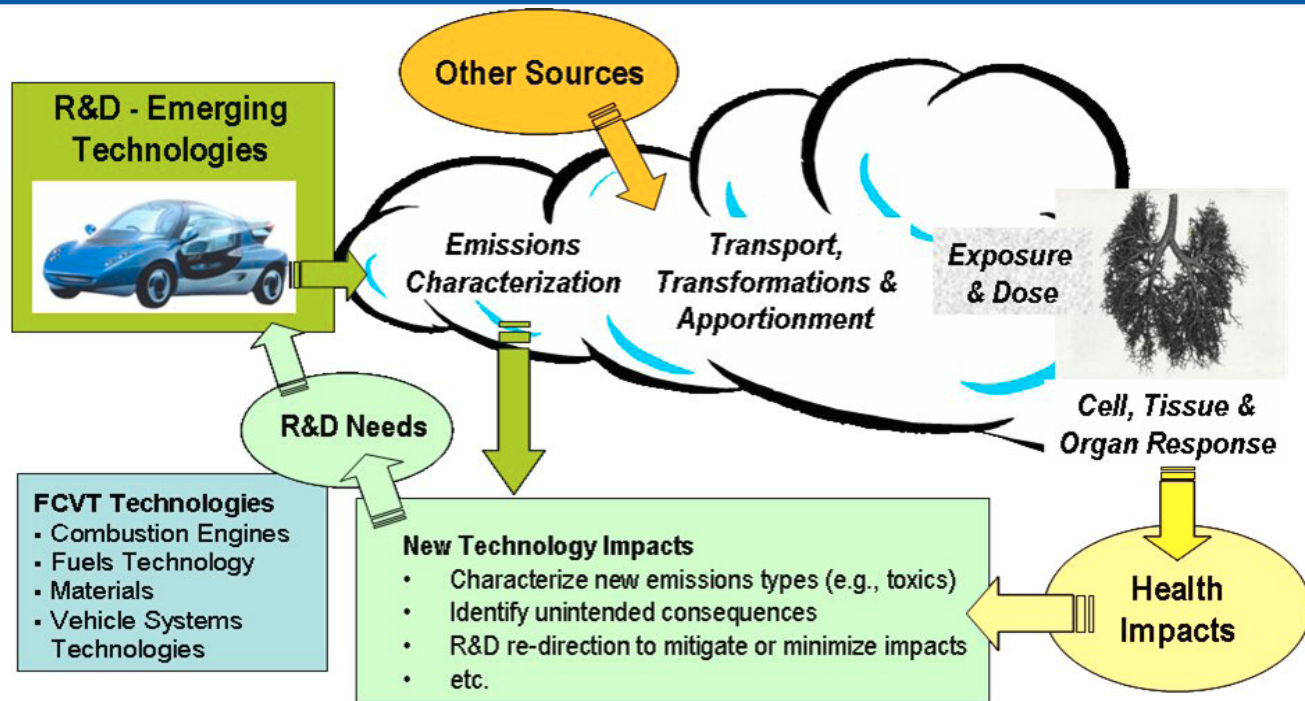 Other Sources
R&D - Emerging
Technologies
Emissions
Characterization
Transport,
Transformations &
Apportionment
Exposure
& Dose
Cell, Tissue &
Organ Response
R&D Needs
FCVT Technologies
▪ Combustion Engines
▪ Fuels Technology
▪ Materials
▪ Vehicle Systems
Technologies
New Technology Impacts
• Characterize new emissions types (e.g., toxics)
• Identify unintended consequences
• R&D re-direction to mitigate or minimize impacts
• etc.
Health
Impacts